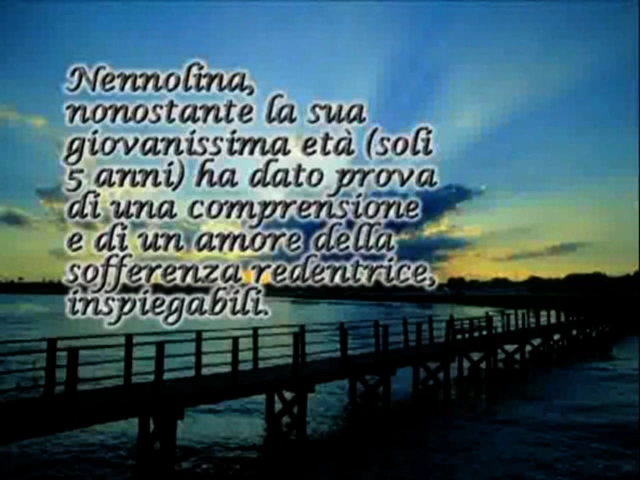 Nennolina,
nonostante la sua
giovanissima età (soli
5 anni) ha dato prova
di una comprensione
e di un amore della
sofferenza redentrice,
inspiegabili.